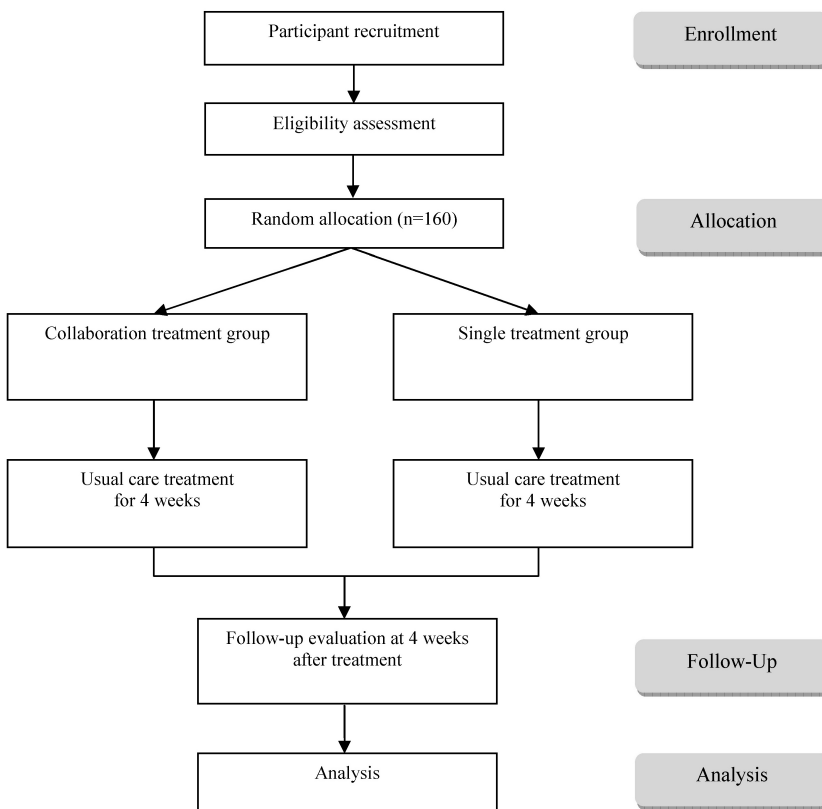 Participant recruitment
Enrollment
Eligibility assessment
Random allocation (n=160)
Allocation
Collaboration treatment group
Single treatment group
Usual care treatment
for 4 weeks
Usual care treatment
for 4 weeks
Follow-up evaluation at 4 weeks
after treatment
Follow-Up
Analysis
Analysis